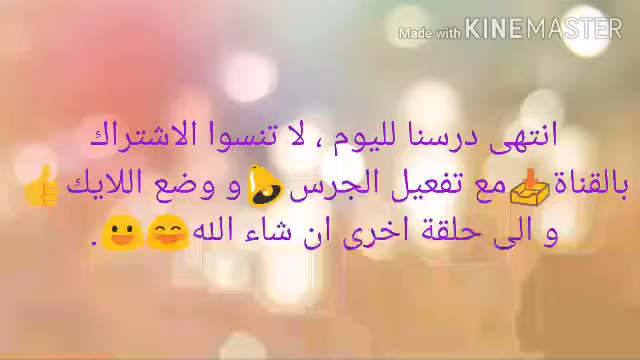 Made with KINEMASTER
انتهى درسنا لليوم ، لا تنسوا الاشتراك
بالقناة📥مع تفعيل الجرس🔔و وضع اللايك👍
و الى حلقة اخرى ان شاء الله🤗😃.